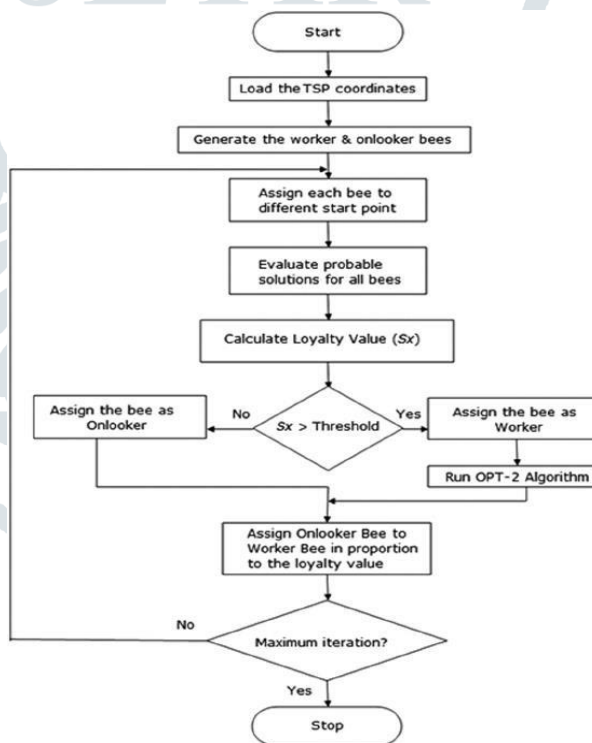 Start
Load the TSP coordinates
Generate the worker & onlooker bees
Assign each bee to
different start point
Evaluate probable
solutions for all bees
Calculate Loyalty Value (Sx)
Sx > Threshold
No
Yes
Assign the bee as
Onlooker
Assign the bee as
Worker
Run OPT-2 Algorithm
Assign Onlooker Bee to
Worker Bee in proportion
to the loyalty value
Maximum iteration?
No
Yes
Stop